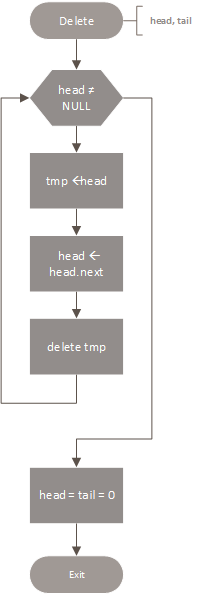 Delete
head, tail
head ≠
NULL
tmp ←head
head ←
head.next
delete tmp
head = tail = 0
Exit